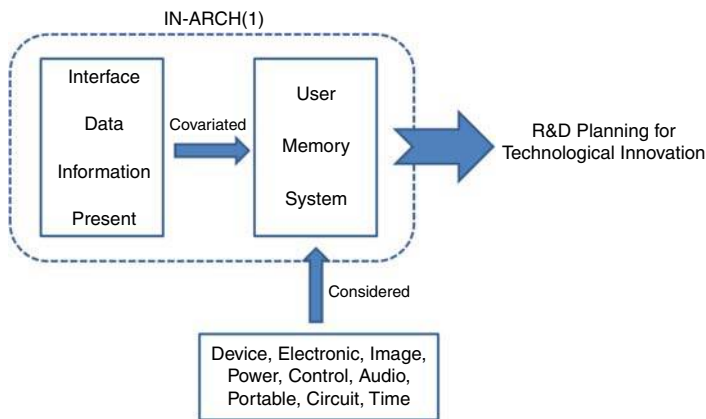 IN-ARCH(1)
Interface
Data
Information
Present
Covariated
User
Memory
System
R&D Planning for
Technological Innovation
Considered
Device, Electronic, Image,
Power, Control, Audio,
Portable, Circuit, Time